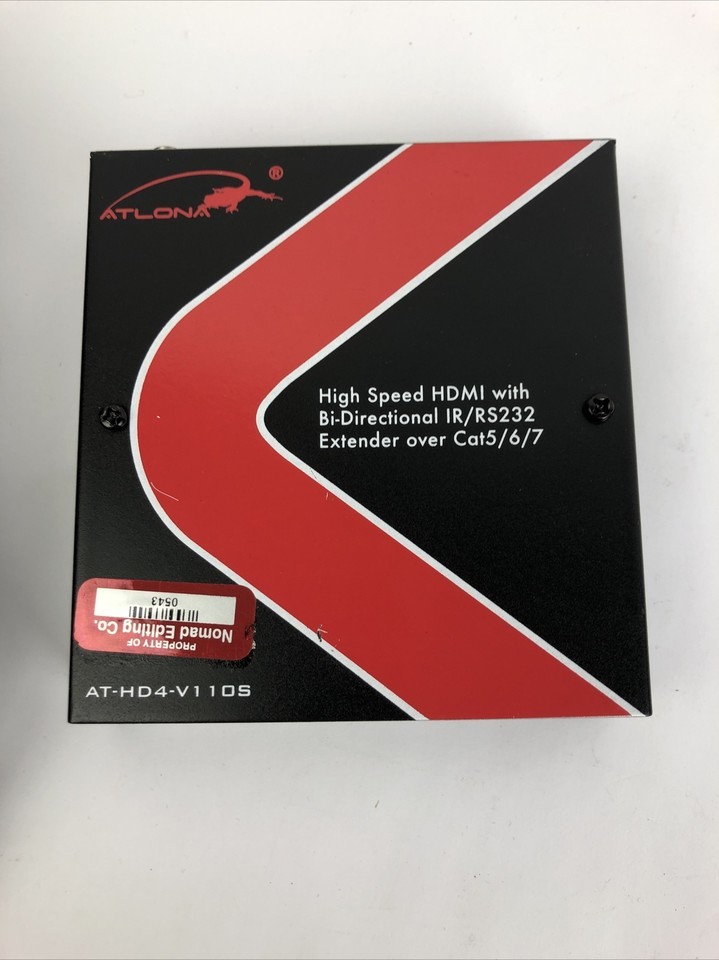 ATLONA®
High Speed HDMI with
Bi-Directional IR/RS232
Extender over Cat5/6/7
PROPERTY OF
Nomad Editing Co.
0543
AT-HD4-V110S